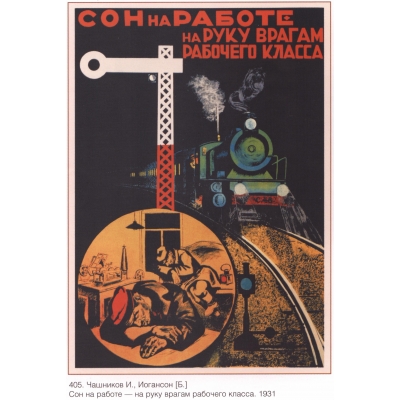 СОН НА РАБОТЕ
НА РУКУ ВРАГАМ
РАБОЧЕГО КЛАССА
405. Чашников И., Иогансон [Б.]
Сон на работе — на руку врагам рабочего класса. 1931